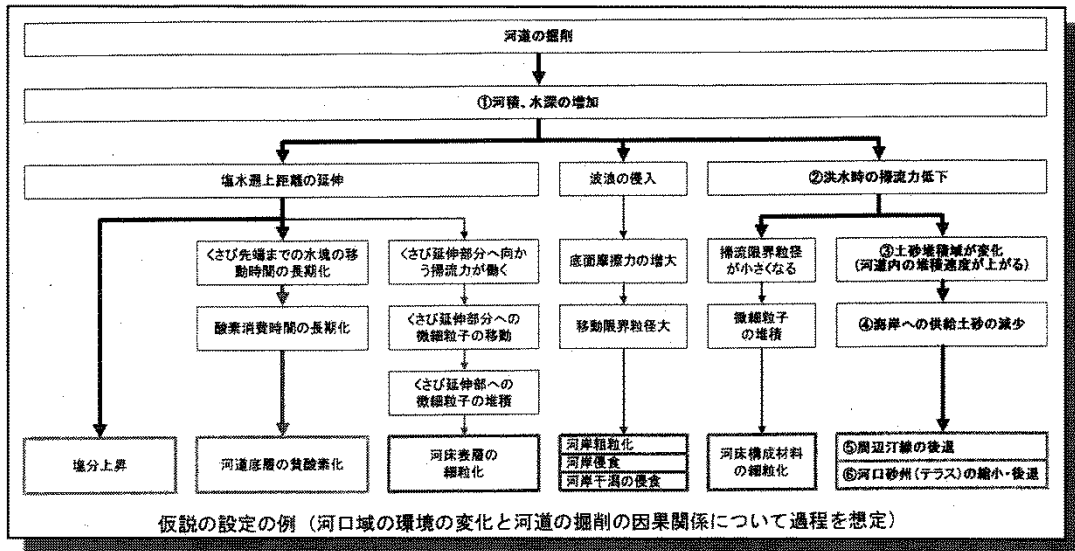 河道の掘削
①河積、水深の増加
塩水遡上距離の延伸
波浪の侵入
②洪水時の掃流力低下
くさび先端までの水塊の移
動時間の長期化
くさび延伸部分へ向か
う掃流力が働く
底面摩擦力の増大
掃流限界粒径
が小さくなる
③土砂堆積域が変化
(河道内の堆積速度が上がる)
酸素消費時間の長期化
くさび延伸部分への
微細粒子の移動
移動限界粒径大
微細粒子
の堆積
④海岸への供給土砂の減少
くさび延伸部への
微細粒子の堆積
塩分上昇
河道底層の貧酸素化
河床表層の
細粒化
河岸粗粒化
河岸侵食
河岸干潟の侵食
河床構成材料
の細粒化
⑤周辺汀線の後退
⑥河口砂州(テラス)の縮小・後退
仮説の設定の例(河口域の環境の変化と河道の掘削の因果関係について過程を想定)